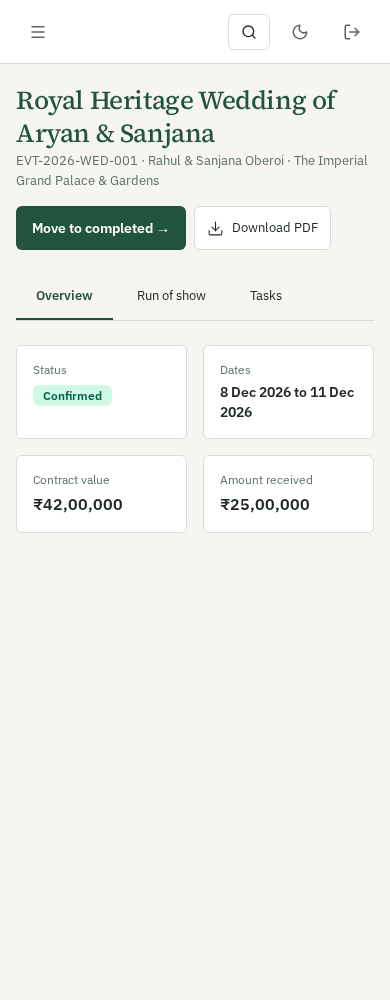 Royal Heritage Wedding of
Aryan & Sanjana
EVT-2026-WED-001 · Rahul & Sanjana Oberoi · The Imperial
Grand Palace & Gardens
Move to completed →
Download PDF
Overview
Run of show
Tasks
Status
Confirmed
Dates
8 Dec 2026 to 11 Dec
2026
Contract value
₹42,00,000
Amount received
₹25,00,000